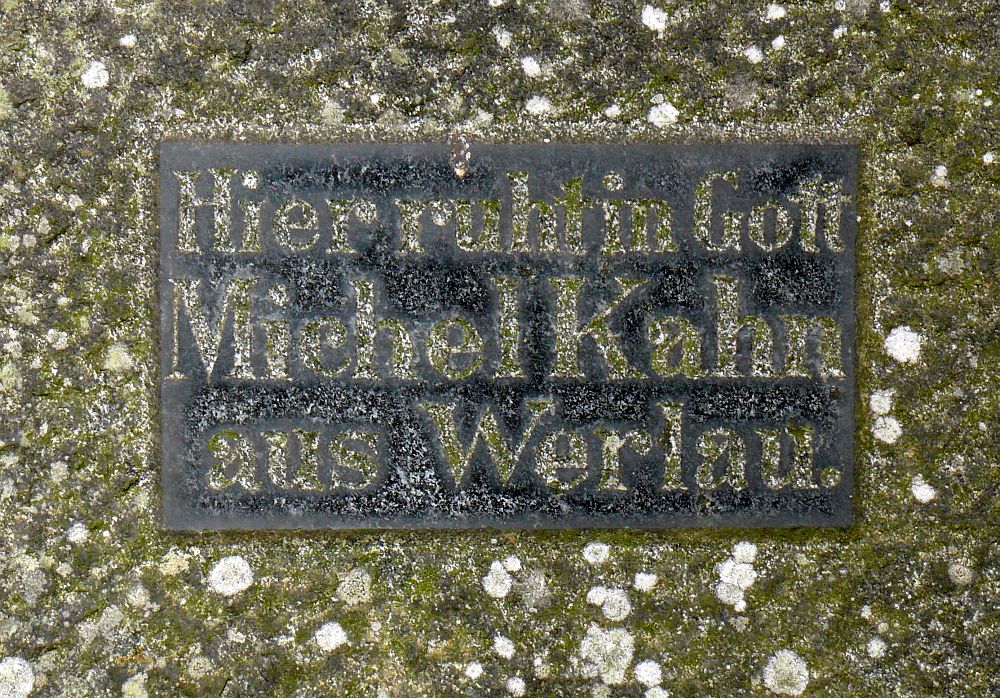 Hier ruht in Gott
Michel Kahn
aus Werlau.